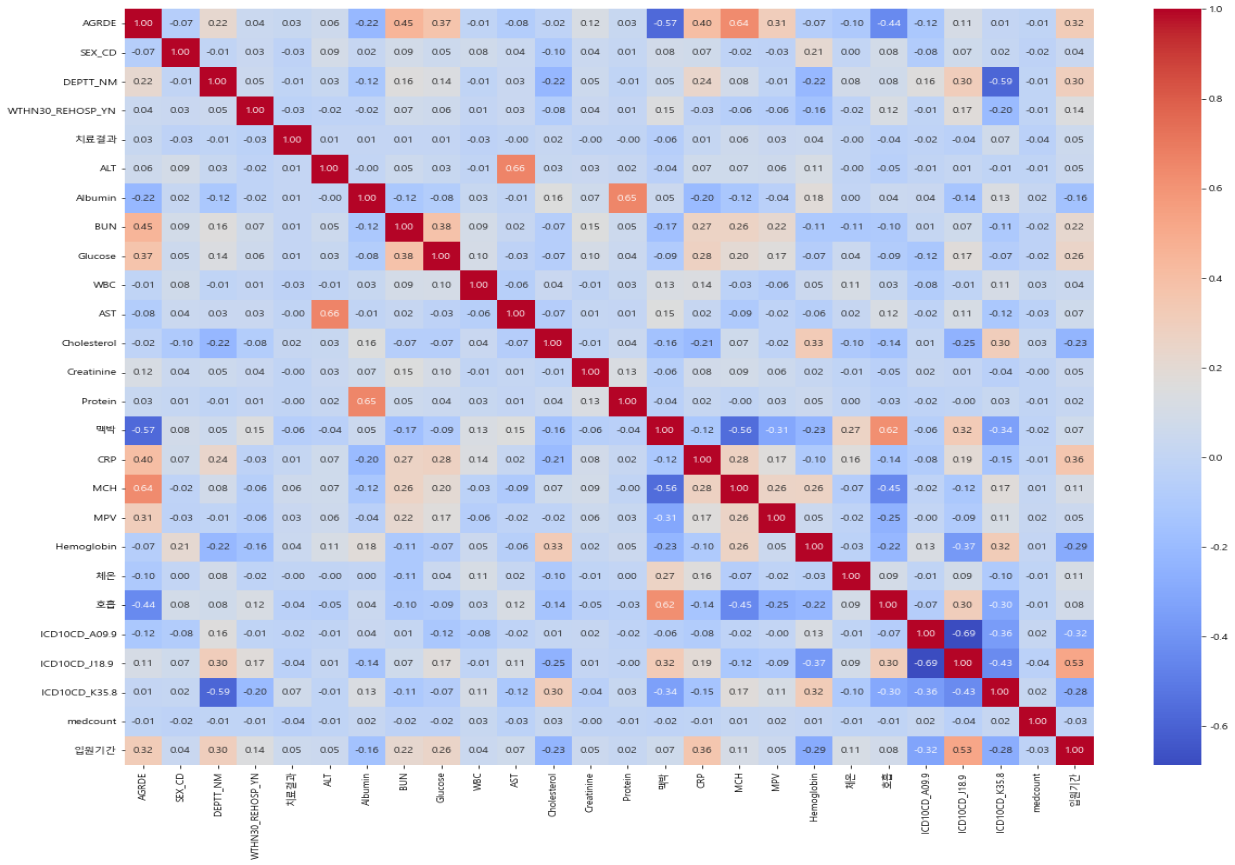 AGRDE 1.00 -0.07 0.22 0.04 0.03 0.06 -0.22 0.45 0.37 -0.01 -0.08 -0.02 0.12 0.03 -0.57 0.40 0.64 0.31 -0.07 -0.10 -0.44 -0.12 0.11 0.01 -0.01 0.32
SEX_CD -0.07 1.00 -0.01 0.03 -0.03 0.09 0.02 0.09 0.05 0.08 0.04 -0.10 0.04 0.01 0.08 0.07 -0.02 -0.03 0.21 0.00 0.08 -0.08 0.07 0.02 -0.02 0.04
DEPTT_NM 0.22 -0.01 1.00 0.05 -0.01 0.03 -0.12 0.16 0.14 -0.01 0.03 -0.22 0.05 -0.01 0.05 0.24 0.08 -0.01 -0.22 0.08 0.08 0.16 0.30 -0.59 -0.01 0.30
WTHN30_REHOSP_YN 0.04 0.03 0.05 1.00 -0.03 -0.02 -0.02 0.07 0.06 0.01 0.03 -0.08 0.04 0.01 0.15 -0.03 -0.06 -0.06 -0.16 -0.02 0.12 -0.01 0.17 -0.20 -0.01 0.14
치료결과 0.03 -0.03 -0.01 -0.03 1.00 0.01 0.01 0.01 0.01 -0.03 -0.00 0.02 -0.00 -0.00 -0.06 0.01 0.06 0.03 0.04 -0.00 -0.04 -0.02 -0.04 0.07 -0.04 0.05
ALT 0.06 0.09 0.03 -0.02 0.01 1.00 -0.00 0.05 0.03 -0.01 0.66 0.03 0.03 0.02 -0.04 0.07 0.07 0.06 0.11 -0.00 -0.05 -0.01 0.01 -0.01 -0.01 0.05
Albumin -0.22 0.02 -0.12 -0.02 0.01 -0.00 1.00 -0.12 -0.08 0.03 -0.01 0.16 0.02 0.65 0.05 -0.20 -0.12 -0.04 0.18 0.00 0.04 0.04 -0.14 0.13 0.02 -0.16
BUN 0.45 0.09 0.16 0.07 0.01 0.05 -0.12 1.00 0.38 0.09 0.02 -0.07 0.15 0.05 -0.17 0.27 0.26 0.22 -0.11 -0.11 -0.10 0.01 0.07 -0.11 -0.02 0.22
Glucose 0.37 0.05 0.14 0.06 0.01 0.03 -0.08 0.38 1.00 0.10 -0.03 -0.07 0.10 0.04 -0.09 0.28 0.20 0.17 -0.07 0.04 -0.09 -0.12 0.17 -0.07 -0.02 0.26
WBC -0.01 0.08 -0.01 0.01 -0.03 -0.01 0.03 0.09 0.10 1.00 -0.06 0.04 -0.01 0.03 0.13 0.14 -0.03 -0.06 0.05 0.11 0.03 -0.08 -0.01 0.11 0.03 0.04
AST -0.08 0.04 0.03 0.03 -0.00 0.66 -0.01 0.02 -0.03 -0.06 1.00 -0.07 0.01 0.01 0.15 0.02 -0.09 -0.02 -0.06 0.02 0.12 -0.02 0.11 -0.12 -0.03 0.07
Cholesterol -0.02 -0.10 -0.22 -0.08 0.02 0.03 0.16 -0.07 -0.07 0.04 -0.07 1.00 -0.01 0.04 -0.16 -0.21 0.07 -0.02 0.33 -0.10 -0.14 0.01 -0.25 0.30 0.03 -0.23
Creatinine 0.12 0.04 0.05 0.04 -0.00 0.03 0.02 0.15 0.10 -0.01 0.01 -0.01 1.00 0.13 -0.06 0.08 0.09 0.06 0.02 -0.01 -0.05 0.02 0.01 -0.04 -0.00 0.05
Protein 0.03 0.01 -0.01 0.01 -0.00 0.02 0.65 0.05 0.04 0.03 0.01 0.04 0.13 1.00 -0.04 0.02 -0.00 0.03 0.05 0.00 -0.03 -0.02 -0.00 0.03 -0.01 0.02
맥박 -0.57 0.08 0.05 0.15 -0.06 -0.04 0.05 -0.17 -0.09 0.13 0.15 -0.16 -0.06 -0.04 1.00 -0.12 -0.56 -0.31 -0.23 0.27 0.62 -0.06 0.32 -0.34 -0.02 0.07
CRP 0.40 0.07 0.24 -0.03 0.01 0.07 -0.20 0.27 0.28 0.14 0.02 -0.21 0.08 0.02 -0.12 1.00 0.28 0.17 -0.10 0.16 -0.14 -0.08 0.19 -0.15 -0.01 0.36
MCH 0.64 -0.02 0.08 -0.06 0.06 0.07 -0.12 0.26 0.20 -0.03 -0.09 0.07 0.09 -0.00 -0.56 0.28 1.00 0.26 0.26 -0.07 -0.45 -0.02 -0.12 0.17 0.01 0.11
MPV 0.31 -0.03 -0.01 -0.06 0.03 0.06 -0.04 0.22 0.17 -0.06 -0.02 -0.02 0.06 0.03 -0.31 0.17 0.26 1.00 0.05 -0.02 -0.25 -0.00 -0.09 0.11 0.02 0.05
Hemoglobin -0.07 0.21 -0.22 -0.16 0.04 0.11 0.18 -0.11 -0.07 0.05 -0.06 0.33 0.02 0.05 -0.23 -0.10 0.26 0.05 1.00 -0.03 -0.22 0.13 -0.37 0.32 0.01 -0.29
체온 -0.10 0.00 0.08 -0.02 -0.00 -0.00 0.00 -0.11 0.04 0.11 0.02 -0.10 -0.01 0.00 0.27 0.16 -0.07 -0.02 -0.03 1.00 0.09 -0.01 0.09 -0.10 -0.01 0.11
호흡 -0.44 0.08 0.08 0.12 -0.04 -0.05 0.04 -0.10 -0.09 0.03 0.12 -0.14 -0.05 -0.03 0.62 -0.14 -0.45 -0.25 -0.22 0.09 1.00 -0.07 0.30 -0.30 -0.01 0.08
ICD10CD_A09.9 -0.12 -0.08 0.16 -0.01 -0.02 -0.01 0.04 0.01 -0.12 -0.08 -0.02 0.01 0.02 -0.02 -0.06 -0.08 -0.02 -0.00 0.13 -0.01 -0.07 1.00 -0.69 -0.36 0.02 -0.32
ICD10CD_J18.9 0.11 0.07 0.30 0.17 -0.04 0.01 -0.14 0.07 0.17 -0.01 0.11 -0.25 0.01 -0.00 0.32 0.19 -0.12 -0.09 -0.37 0.09 0.30 -0.69 1.00 -0.43 -0.04 0.53
ICD10CD_K35.8 0.01 0.02 -0.59 -0.20 0.07 -0.01 0.13 -0.11 -0.07 0.11 -0.12 0.30 -0.04 0.03 -0.34 -0.15 0.17 0.11 0.32 -0.10 -0.30 -0.36 -0.43 1.00 0.02 -0.28
medcount -0.01 -0.02 -0.01 -0.01 -0.04 -0.01 0.02 -0.02 -0.02 0.03 -0.03 0.03 -0.00 -0.01 -0.02 -0.01 0.01 0.02 0.01 -0.01 -0.01 0.02 -0.04 0.02 1.00 -0.03
입원기간 0.32 0.04 0.30 0.14 0.05 0.05 -0.16 0.22 0.26 0.04 0.07 -0.23 0.05 0.02 0.07 0.36 0.11 0.05 -0.29 0.11 0.08 -0.32 0.53 -0.28 -0.03 1.00
AGRDE SEX_CD DEPTT_NM WTHN30_REHOSP_YN 치료결과 ALT Albumin BUN Glucose WBC AST Cholesterol Creatinine Protein 맥박 CRP MCH MPV Hemoglobin 체온 호흡 ICD10CD_A09.9 ICD10CD_J18.9 ICD10CD_K35.8 medcount 입원기간
1.0
0.8
0.6
0.4
0.2
0.0
-0.2
-0.4
-0.6